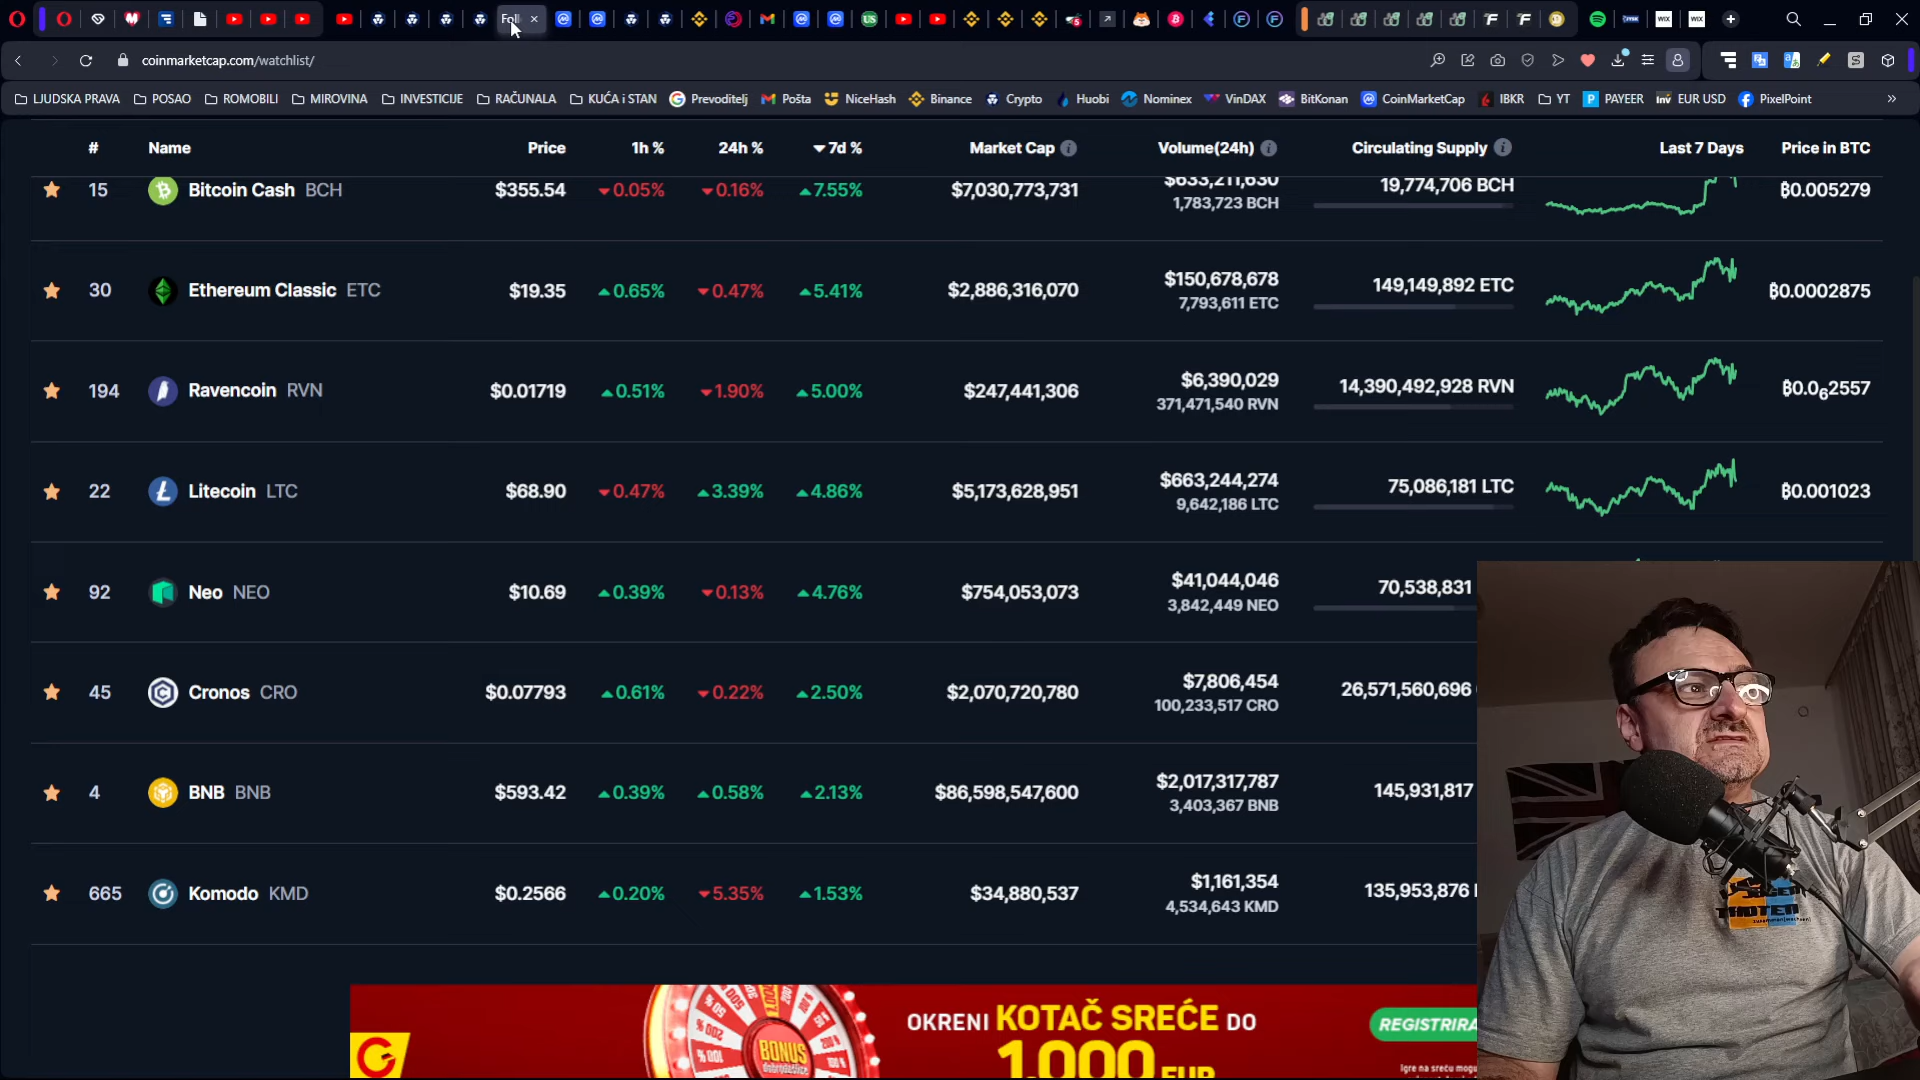 Fol
coinmarketcap.com/watchlist/
LJUDSKA PRAVA POSAO ROMOBILI MIROVINA INVESTICIJE RAČUNALA KUĆA i STAN Prevoditelj Pošta NiceHash Binance Crypto Huobi Nominex VinDAX BitKonan CoinMarketCap IBKR YT PAYEER EUR USD PixelPoint
# Name Price 1h % 24h % 7d % Market Cap Volume(24h) Circulating Supply Last 7 Days Price in BTC
15 Bitcoin Cash BCH $355.54 0.05% 0.16% 7.55% $7,030,773,731 $633,211,630 19,774,706 BCH ₿0.005279
1,783,723 BCH
30 Ethereum Classic ETC $19.35 0.65% 0.47% 5.41% $2,886,316,070 $150,678,678 149,149,892 ETC ₿0.0002875
7,793,611 ETC
194 Ravencoin RVN $0.01719 0.51% 1.90% 5.00% $247,441,306 $6,390,029 14,390,492,928 RVN ₿0.0₆2557
371,471,540 RVN
22 Litecoin LTC $68.90 0.47% 3.39% 4.86% $5,173,628,951 $663,244,274 75,086,181 LTC ₿0.001023
9,642,186 LTC
92 Neo NEO $10.69 0.39% 0.13% 4.76% $754,053,073 $41,044,046 70,538,831
3,842,449 NEO
45 Cronos CRO $0.07793 0.61% 0.22% 2.50% $2,070,720,780 $7,806,454 26,571,560,696
100,233,517 CRO
4 BNB BNB $593.42 0.39% 0.58% 2.13% $86,598,547,600 $2,017,317,787 145,931,817
3,403,367 BNB
665 Komodo KMD $0.2566 0.20% 5.35% 1.53% $34,880,537 $1,161,354 135,953,876
4,534,643 KMD
OKRENI KOTAČ SREĆE DO
1.000 EUR
REGISTRIRA
Igre na sreću mogu
BONUS
dobrodošlice